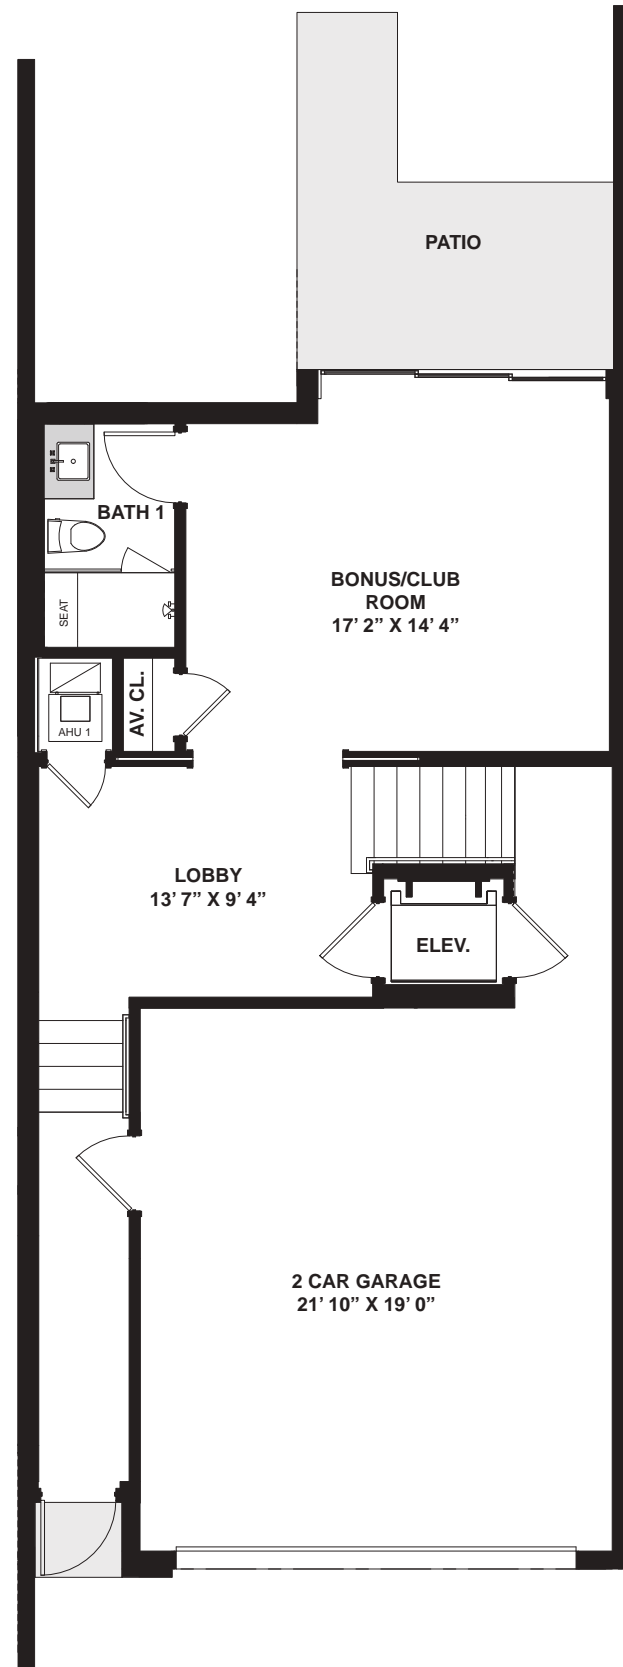 PATIO
BATH 1
BONUS/CLUB
ROOM
17’ 2” X 14’ 4”
SEAT
AV. CL.
AHU 1
LOBBY
13’ 7” X 9’ 4”
ELEV.
2 CAR GARAGE
21’ 10” X 19’ 0”